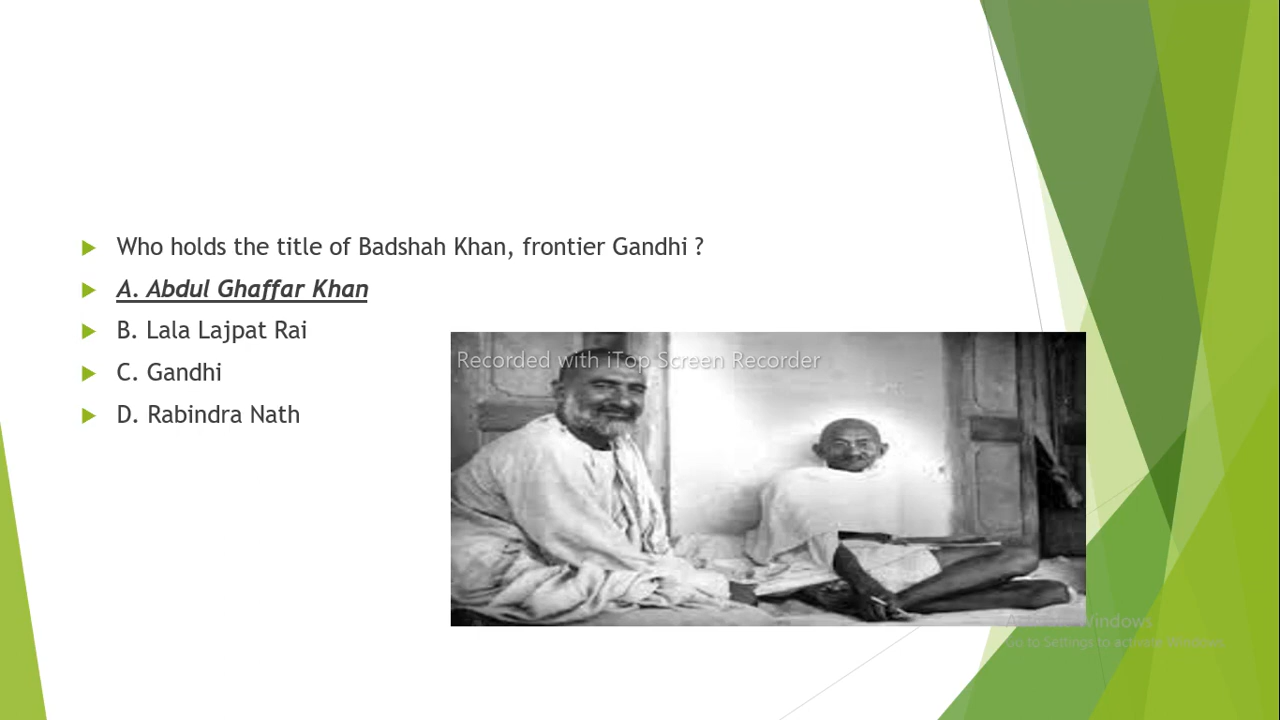 Who holds the title of Badshah Khan, frontier Gandhi ?
A. Abdul Ghaffar Khan
B. Lala Lajpat Rai
C. Gandhi
D. Rabindra Nath
Recorded with iTop Screen Recorder
Activate Windows
Go to Settings to activate Windows.